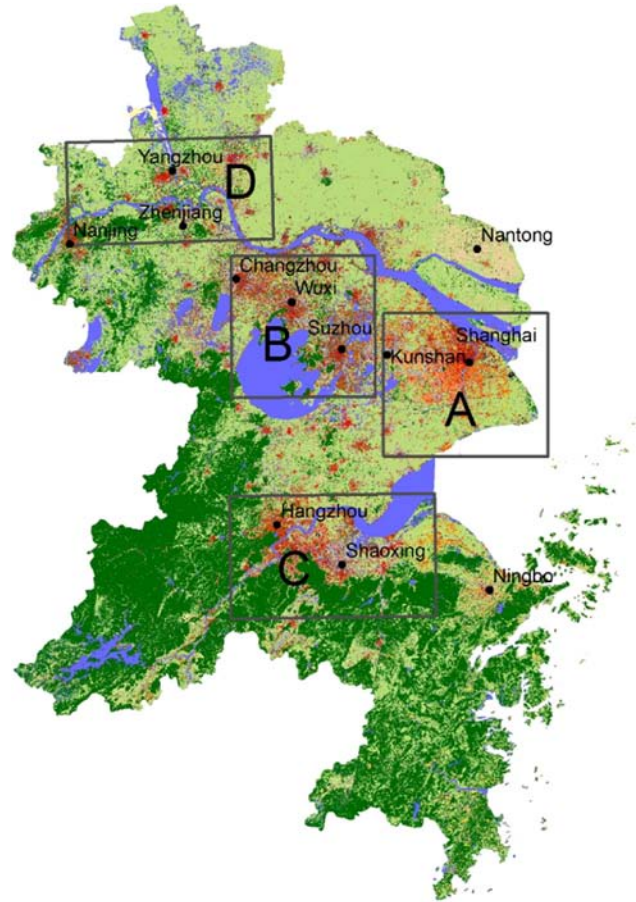 Yangzhou
D
Zhenjiang
Nanjing
Nantong
Changzhou
Wuxi
Suzhou
B
Shanghai
Kunshan
A
Hangzhou
Shaoxing
C
Ningbo